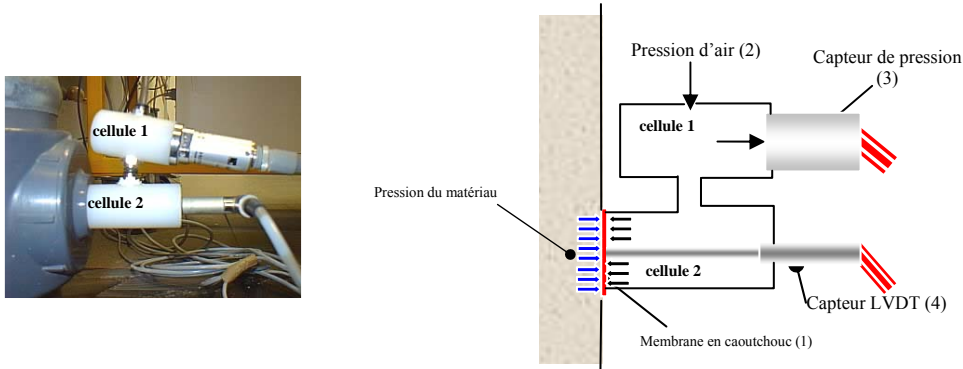 cellule 1
cellule 2
Pression d'air (2)
Capteur de pression
(3)
cellule 1
Pression du matériau
cellule 2
Capteur LVDT (4)
Membrane en caoutchouc (1)